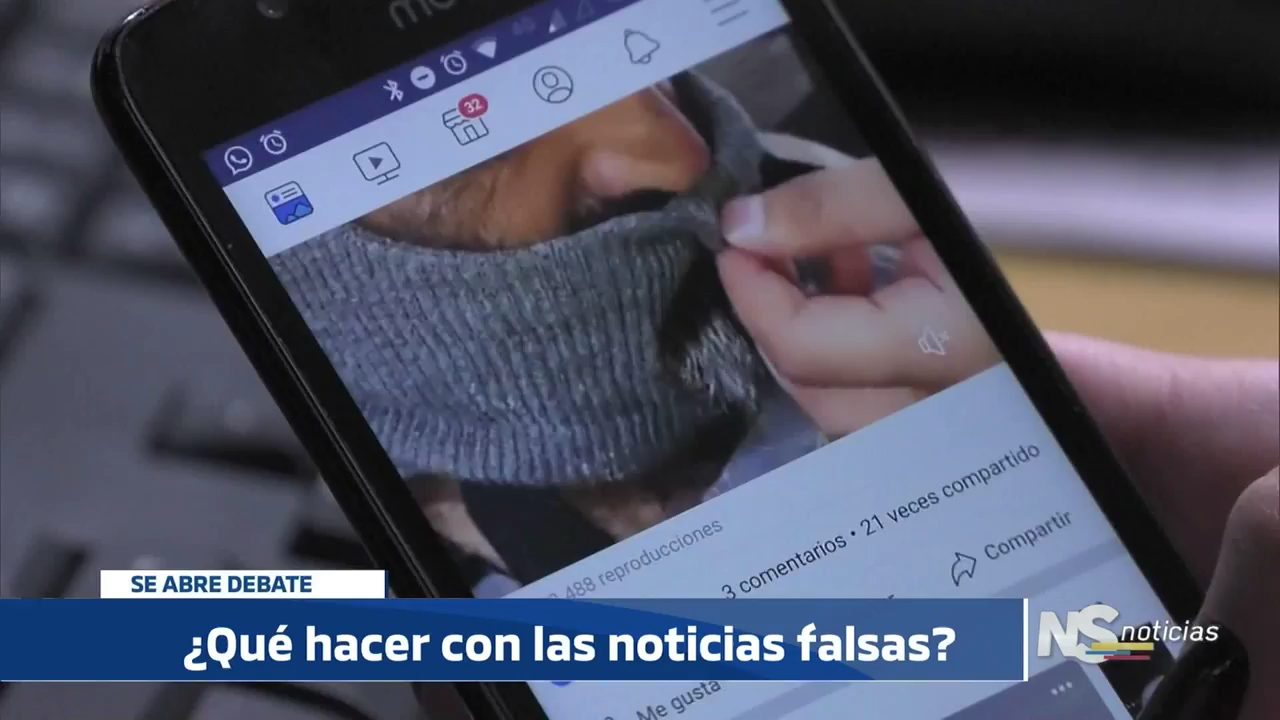 32
488 reproducciones
3 comentarios • 21 veces compartido
Compartir
Me gusta
SE ABRE DEBATE
¿Qué hacer con las noticias falsas?
NS noticias